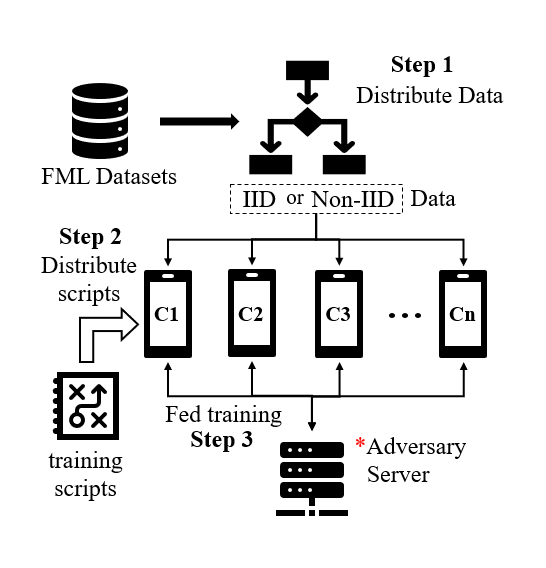 Step 1
Distribute Data
FML Datasets
IID or Non-IID Data
Step 2
Distribute
scripts
C1 C2 C3 ... Cn
Fed training
Step 3
training
scripts
*Adversary
Server